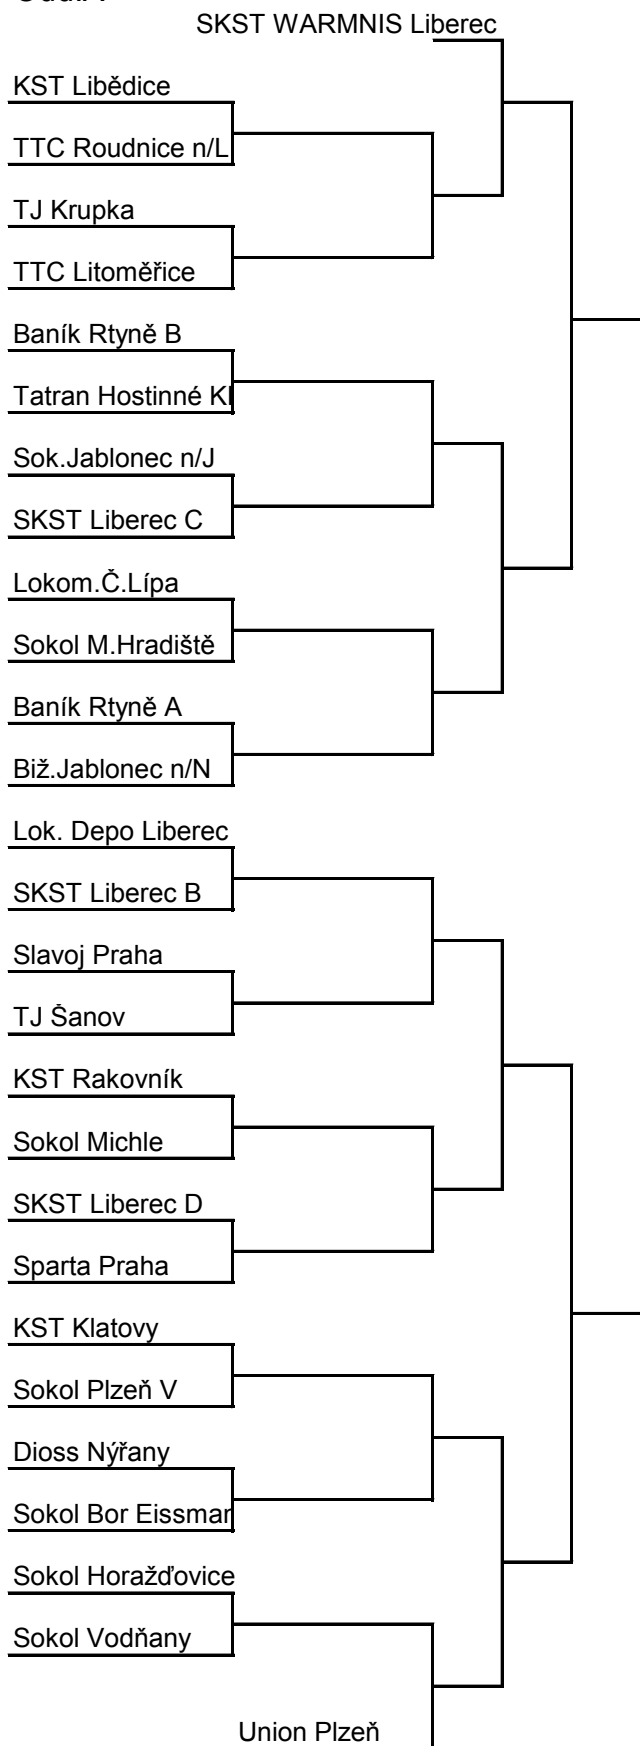 SKST WARMNIS Liberec
KST Libědice
TTC Roudnice n/L
TJ Krupka
TTC Litoměřice
Baník Rtyně B
Tatran Hostinné
Sok.Jablonec n/J
SKST Liberec C
Lokom.Č.Lípa
Sokol M.Hradiště
Baník Rtyně A
Biž.Jablonec n/N
Lok. Depo Liberec
SKST Liberec B
Slavoj Praha
TJ Šanov
KST Rakovník
Sokol Michle
SKST Liberec D
Sparta Praha
KST Klatovy
Sokol Plzeň V
Dioss Nýřany
Sokol Bor
Sokol Horažďovice
Sokol Vodňany
Union Plzeň